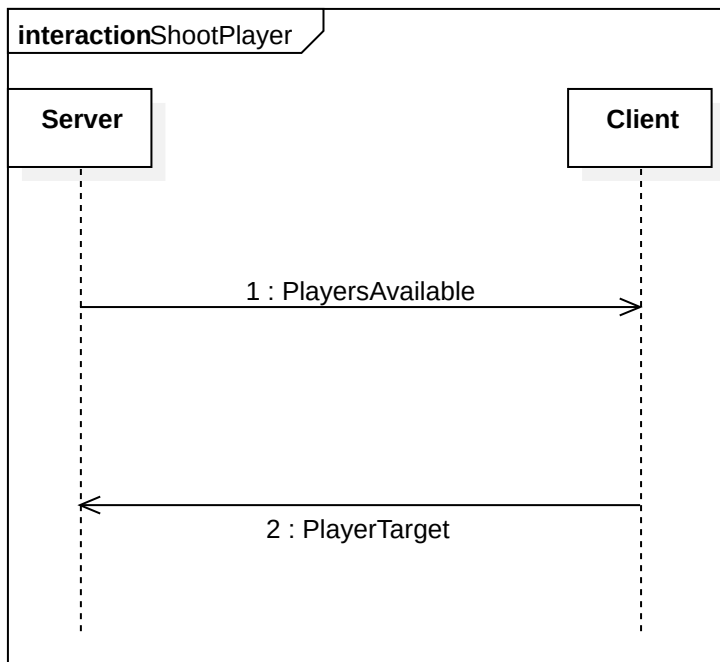 interactionShootPlayer
Server
Client
1 : PlayersAvailable
2 : PlayerTarget